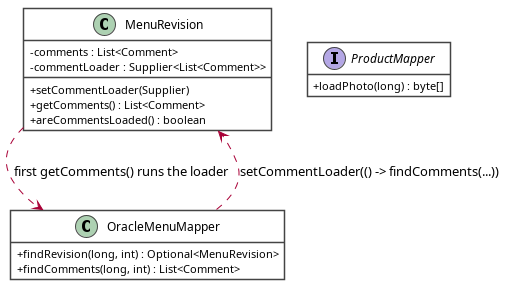 C MenuRevision
-comments : List<Comment>
-commentLoader : Supplier<List<Comment>>
+setCommentLoader(Supplier)
+getComments() : List<Comment>
+areCommentsLoaded() : boolean
I ProductMapper
+loadPhoto(long) : byte[]
first getComments() runs the loader
setCommentLoader(() -> findComments(...))
C OracleMenuMapper
+findRevision(long, int) : Optional<MenuRevision>
+findComments(long, int) : List<Comment>